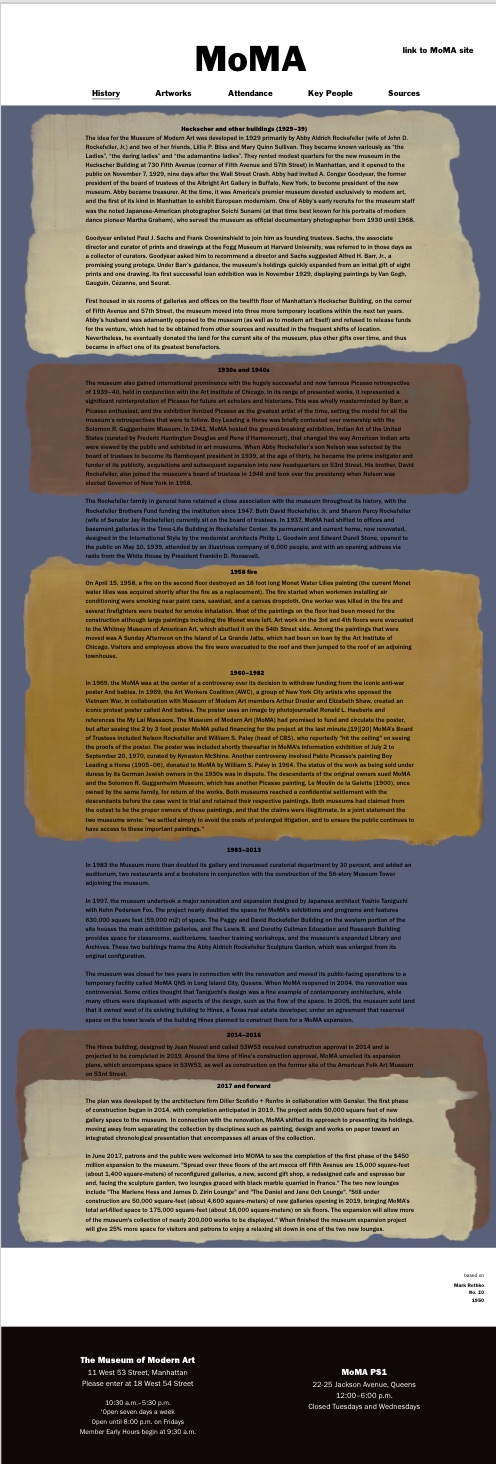 MoMA
link to MoMA site
History
Artworks
Attendance
Key People
Sources
Heckscher and other buildings (1929–39)
The idea for the Museum of Modern Art was developed in 1929 primarily by Abby Aldrich Rockefeller (wife of John D.
Rockefeller, Jr.) and two of her friends, Lillie P. Bliss and Mary Quinn Sullivan. They became known variously as "the
Ladies", "the daring ladies" and "the adamantine ladies". They rented modest quarters for the new museum in the
Heckscher Building at 730 Fifth Avenue (corner of Fifth Avenue and 57th Street) in Manhattan, and it opened to the
public on November 7, 1929, nine days after the Wall Street Crash. Abby had invited A. Conger Goodyear, the former
president of the board of trustees of the Albright Art Gallery in Buffalo, New York, to become president of the new
museum. Abby became treasurer. At the time, it was America's premier museum devoted exclusively to modern art,
and the first of its kind in Manhattan to exhibit European modernism. One of Abby's early recruits for the museum staff
was the noted Japanese-American photographer Soichi Sunami (at that time best known for his portraits of modern
dance pioneer Martha Graham), who served the museum as official documentary photographer from 1930 until 1968.
Goodyear enlisted Paul J. Sachs and Frank Crowninshield to join him as founding trustees. Sachs, the associate
director and curator of prints and drawings at the Fogg Museum at Harvard University, was referred to in those days as
a collector of curators. Goodyear asked him to recommend a director and Sachs suggested Alfred H. Barr, Jr., a
promising young protege. Under Barr's guidance, the museum's holdings quickly expanded from an initial gift of eight
prints and one drawing. Its first successful loan exhibition was in November 1929, displaying paintings by Van Gogh,
Gauguin, Cézanne, and Seurat.
First housed in six rooms of galleries and offices on the twelfth floor of Manhattan's Heckscher Building, on the corner
of Fifth Avenue and 57th Street, the museum moved into three more temporary locations within the next ten years.
Abby's husband was adamantly opposed to the museum (as well as to modern art itself) and refused to release funds
for the venture, which had to be obtained from other sources and resulted in the frequent shifts of location.
Nevertheless, he eventually donated the land for the current site of the museum, plus other gifts over time, and thus
became in effect one of its greatest benefactors.
1930s and 1940s
The museum also gained international prominence with the hugely successful and now famous Picasso retrospective
of 1939–40, held in conjunction with the Art Institute of Chicago. In its range of presented works, it represented a
significant reinterpretation of Picasso for future art scholars and historians. This was wholly masterminded by Barr, a
Picasso enthusiast, and the exhibition lionized Picasso as the greatest artist of the time, setting the model for all the
museum's retrospectives that were to follow. Boy Leading a Horse was briefly contested over ownership with the
Solomon R. Guggenheim Museum. In 1941, MoMA hosted the ground-breaking exhibition, Indian Art of the United
States (curated by Frederic Huntington Douglas and Rene d'Harnoncourt), that changed the way American Indian arts
were viewed by the public and exhibited in art museums. When Abby Rockefeller's son Nelson was selected by the
board of trustees to become its flamboyant president in 1939, at the age of thirty, he became the prime instigator and
funder of its publicity, acquisitions and subsequent expansion into new headquarters on 53rd Street. His brother, David
Rockefeller, also joined the museum's board of trustees in 1948 and took over the presidency when Nelson was
elected Governor of New York in 1958.
The Rockefeller family in general have retained a close association with the museum throughout its history, with the
Rockefeller Brothers Fund funding the institution since 1947. Both David Rockefeller, Jr. and Sharon Percy Rockefeller
(wife of Senator Jay Rockefeller) currently sit on the board of trustees. In 1937, MoMA had shifted to offices and
basement galleries in the Time-Life Building in Rockefeller Center. Its permanent and current home, now renovated,
designed in the International Style by the modernist architects Philip L. Goodwin and Edward Durell Stone, opened to
the public on May 10, 1939, attended by an illustrious company of 6,000 people, and with an opening address via
radio from the White House by President Franklin D. Roosevelt.
1958 fire
On April 15, 1958, a fire on the second floor destroyed an 18 foot long Monet Water Lilies painting (the current Monet
water lilies was acquired shortly after the fire as a replacement). The fire started when workmen installing air
conditioning were smoking near paint cans, sawdust, and a canvas dropcloth. One worker was killed in the fire and
several firefighters were treated for smoke inhalation. Most of the paintings on the floor had been moved for the
construction although large paintings including the Monet were left. Art work on the 3rd and 4th floors were evacuated
to the Whitney Museum of American Art, which abutted it on the 54th Street side. Among the paintings that were
moved was A Sunday Afternoon on the Island of La Grande Jatte, which had been on loan by the Art Institute of
Chicago. Visitors and employees above the fire were evacuated to the roof and then jumped to the roof of an adjoining
townhouse.
1960–1982
In 1969, the MoMA was at the center of a controversy over its decision to withdraw funding from the iconic anti-war
poster And babies. In 1969, the Art Workers Coalition (AWC), a group of New York City artists who opposed the
Vietnam War, in collaboration with Museum of Modern Art members Arthur Drexler and Elizabeth Shaw, created an
iconic protest poster called And babies. The poster uses an image by photojournalist Ronald L. Haeberle and
references the My Lai Massacre. The Museum of Modern Art (MoMA) had promised to fund and circulate the poster,
but after seeing the 2 by 3 foot poster MoMA pulled financing for the project at the last minute.[19][20] MoMA's Board
of Trustees included Nelson Rockefeller and William S. Paley (head of CBS), who reportedly "hit the ceiling" on seeing
the proofs of the poster. The poster was included shortly thereafter in MoMA's Information exhibition of July 2 to
September 20, 1970, curated by Kynaston McShine. Another controversy involved Pablo Picasso's painting Boy
Leading a Horse (1905–06), donated to MoMA by William S. Paley in 1964. The status of the work as being sold under
duress by its German Jewish owners in the 1930s was in dispute. The descendants of the original owners sued MoMA
and the Solomon R. Guggenheim Museum, which has another Picasso painting, Le Moulin de la Galette (1900), once
owned by the same family, for return of the works. Both museums reached a confidential settlement with the
descendants before the case went to trial and retained their respective paintings. Both museums had claimed from
the outset to be the proper owners of these paintings, and that the claims were illegitimate. In a joint statement the
two museums wrote: "we settled simply to avoid the costs of prolonged litigation, and to ensure the public continues to
have access to these important paintings."
1983–2013
In 1983 the Museum more than doubled its gallery and increased curatorial department by 30 percent, and added an
auditorium, two restaurants and a bookstore in conjunction with the construction of the 56-story Museum Tower
adjoining the museum.
In 1997, the museum undertook a major renovation and expansion designed by Japanese architect Yoshio Taniguchi
with Kohn Pedersen Fox. The project nearly doubled the space for MoMA's exhibitions and programs and features
630,000 square feet (59,000 m2) of space. The Peggy and David Rockefeller Building on the western portion of the
site houses the main exhibition galleries, and The Lewis B. and Dorothy Cullman Education and Research Building
provides space for classrooms, auditoriums, teacher training workshops, and the museum's expanded Library and
Archives. These two buildings frame the Abby Aldrich Rockefeller Sculpture Garden, which was enlarged from its
original configuration.
The museum was closed for two years in connection with the renovation and moved its public-facing operations to a
temporary facility called MoMA QNS in Long Island City, Queens. When MoMA reopened in 2004, the renovation was
controversial. Some critics thought that Taniguchi's design was a fine example of contemporary architecture, while
many others were displeased with aspects of the design, such as the flow of the space. In 2005, the museum sold land
that it owned west of its existing building to Hines, a Texas real estate developer, under an agreement that reserved
space on the lower levels of the building Hines planned to construct there for a MoMA expansion.
2014–2016
The Hines building, designed by Jean Nouvel and called 53W53 received construction approval in 2014 and is
projected to be completed in 2019. Around the time of Hine's construction approval, MoMA unveiled its expansion
plans, which encompass space in 53W53, as well as construction on the former site of the American Folk Art Museum
on 53rd Street.
2017 and forward
The plan was developed by the architecture firm Diller Scofidio + Renfro in collaboration with Gensler. The first phase
of construction began in 2014, with completion anticipated in 2019. The project adds 50,000 square feet of new
gallery space to the museum. In connection with the renovation, MoMA shifted its approach to presenting its holdings,
moving away from separating the collection by disciplines such as painting, design and works on paper toward an
integrated chronological presentation that encompasses all areas of the collection.
In June 2017, patrons and the public were welcomed into MoMA to see the completion of the first phase of the $450
million expansion to the museum. "Spread over three floors of the art mecca off Fifth Avenue are 15,000 square-feet
(about 1,400 square-meters) of reconfigured galleries, a new, second gift shop, a redesigned cafe and espresso bar
and, facing the sculpture garden, two lounges graced with black marble quarried in France." The two new lounges
include "The Marlene Hess and James D. Zirin Lounge" and "The Daniel and Jane Och Lounge". "Still under
construction are 50,000 square-feet (about 4,600 square-meters) of new galleries opening in 2019, bringing MoMA's
total art-filled space to 175,000 square-feet (about 16,000 square-meters) on six floors. The expansion will allow more
of the museum's collection of nearly 200,000 works to be displayed." When finished the museum expansion project
will give 25% more space for visitors and patrons to enjoy a relaxing sit down in one of the two new lounges.
based on
Mark Rothko
No. 10
1950
The Museum of Modern Art
11 West 53 Street, Manhattan
Please enter at 18 West 54 Street
10:30 a.m.–5:30 p.m.
'Open seven days a week
Open until 8:00 p.m. on Fridays
Member Early Hours begin at 9:30 a.m.
MoMA PS1
22-25 Jackson Avenue, Queens
12:00–6:00 p.m.
Closed Tuesdays and Wednesdays